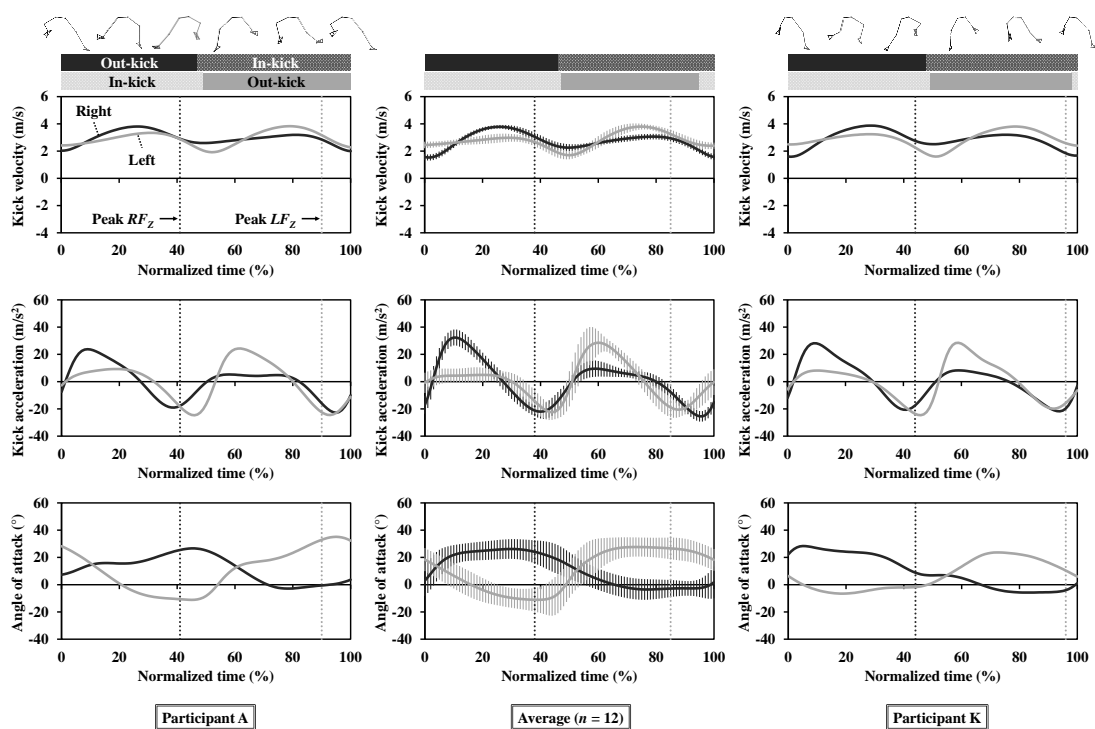 Out-kick In-kick
In-kick Out-kick
Kick velocity (m/s)
6
4
2
0
-2
-4
Right
Left
Peak RF_Z
Peak LF_Z
0 20 40 60 80 100
Normalized time (%)
Kick velocity (m/s)
6
4
2
0
-2
-4
0 20 40 60 80 100
Normalized time (%)
Kick velocity (m/s)
6
4
2
0
-2
-4
0 20 40 60 80 100
Normalized time (%)
Kick acceleration (m/s²)
60
40
20
0
-20
-40
0 20 40 60 80 100
Normalized time (%)
Kick acceleration (m/s²)
60
40
20
0
-20
-40
0 20 40 60 80 100
Normalized time (%)
Kick acceleration (m/s²)
60
40
20
0
-20
-40
0 20 40 60 80 100
Normalized time (%)
Angle of attack (°)
60
40
20
0
-20
-40
0 20 40 60 80 100
Normalized time (%)
Angle of attack (°)
60
40
20
0
-20
-40
0 20 40 60 80 100
Normalized time (%)
Angle of attack (°)
60
40
20
0
-20
-40
0 20 40 60 80 100
Normalized time (%)
Participant A
Average (n = 12)
Participant K